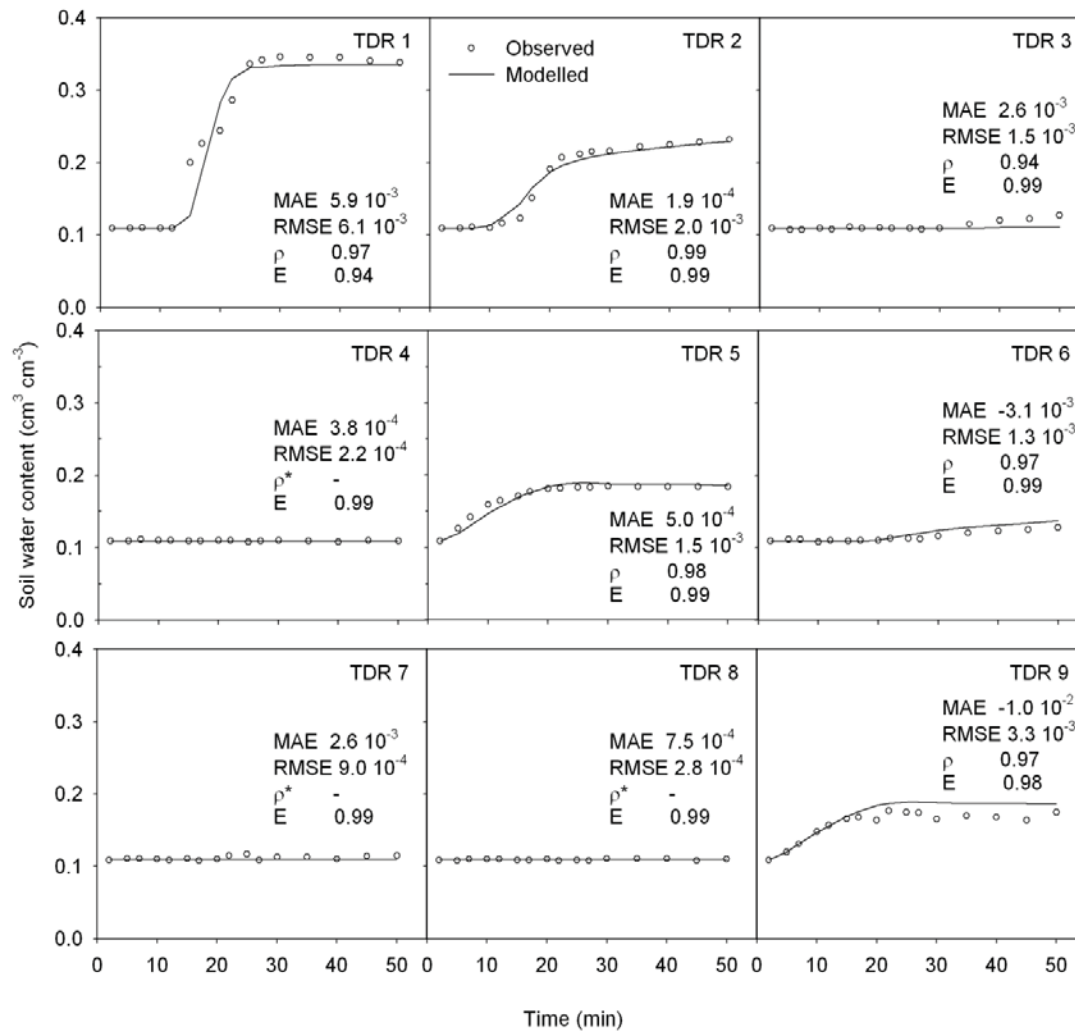 0.4
0.3
0.2
0.1
0.0
TDR 1
MAE 5.9 10⁻³
RMSE 6.1 10⁻³
ρ 0.97
E 0.94
TDR 2
Observed
Modelled
MAE 1.9 10⁻⁴
RMSE 2.0 10⁻³
ρ 0.99
E 0.99
TDR 3
MAE 2.6 10⁻³
RMSE 1.5 10⁻³
ρ 0.94
E 0.99
Soil water content (cm³ cm⁻³)
0.4
0.3
0.2
0.1
0.0
TDR 4
MAE 3.8 10⁻⁴
RMSE 2.2 10⁻⁴
ρ* -
E 0.99
TDR 5
MAE 5.0 10⁻⁴
RMSE 1.5 10⁻³
ρ 0.98
E 0.99
TDR 6
MAE -3.1 10⁻³
RMSE 1.3 10⁻³
ρ 0.97
E 0.99
0.4
0.3
0.2
0.1
0.0
TDR 7
MAE 2.6 10⁻³
RMSE 9.0 10⁻⁴
ρ* -
E 0.99
TDR 8
MAE 7.5 10⁻⁴
RMSE 2.8 10⁻⁴
ρ* -
E 0.99
TDR 9
MAE -1.0 10⁻²
RMSE 3.3 10⁻³
ρ 0.97
E 0.98
0 10 20 30 40 50
0 10 20 30 40 50
0 10 20 30 40 50
Time (min)